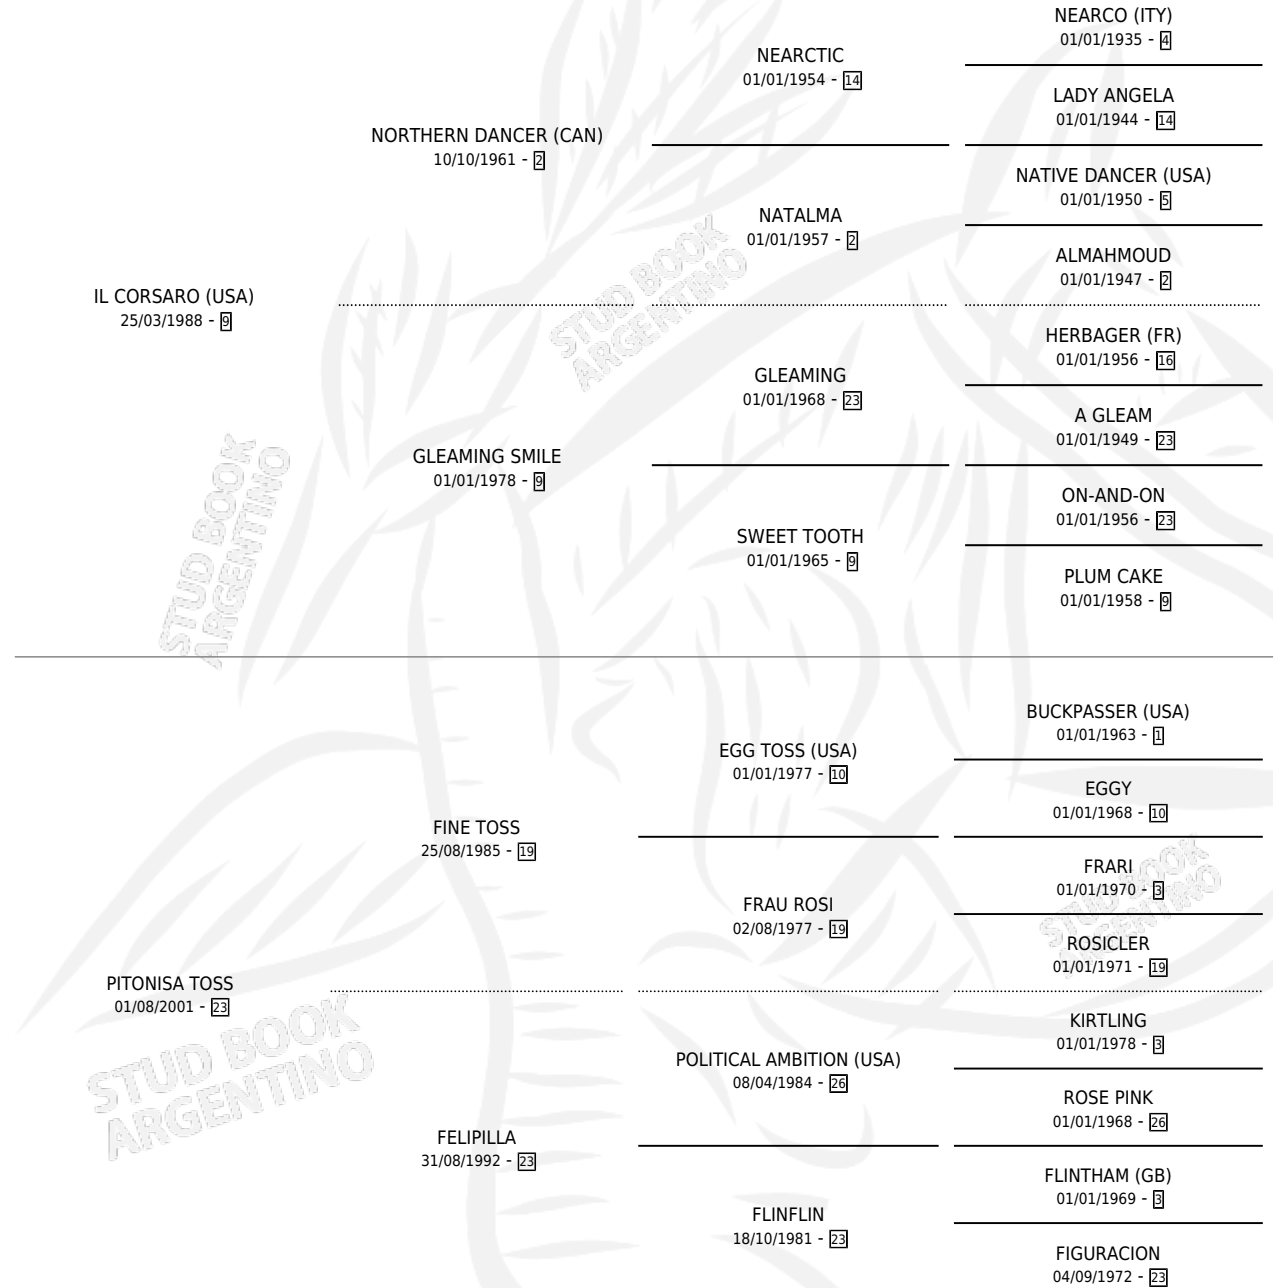 NEARCO (ITY)
01/01/1935 - 4
NEARCTIC
01/01/1954 - 14
LADY ANGELA
01/01/1944 - 14
NORTHERN DANCER (CAN)
10/10/1961 - 2
NATIVE DANCER (USA)
01/01/1950 - 5
NATALMA
01/01/1957 - 2
ALMAHMOUD
01/01/1947 - 2
IL CORSARO (USA)
25/03/1988 - 9
STUD BOOK
ARGENTINO
HERBAGER (FR)
01/01/1956 - 16
GLEAMING
01/01/1968 - 23
A GLEAM
01/01/1949 - 23
GLEAMING SMILE
01/01/1978 - 9
STUD BOOK
ARGENTINO
ON-AND-ON
01/01/1956 - 23
SWEET TOOTH
01/01/1965 - 9
PLUM CAKE
01/01/1958 - 9
BUCKPASSER (USA)
01/01/1963 - 1
EGG TOSS (USA)
01/01/1977 - 10
EGGY
01/01/1968 - 10
FINE TOSS
25/08/1985 - 19
FRARI
01/01/1970 - 3
FRAU ROSI
02/08/1977 - 19
STUD BOOK
ARGENTINO
ROSICLER
01/01/1971 - 19
PITONISA TOSS
01/08/2001 - 23
STUD BOOK
ARGENTINO
KIRTLING
01/01/1978 - 3
POLITICAL AMBITION (USA)
08/04/1984 - 26
ROSE PINK
01/01/1968 - 26
FELIPILLA
31/08/1992 - 23
FLINTHAM (GB)
01/01/1969 - 3
FLINFLIN
18/10/1981 - 23
FIGURACION
04/09/1972 - 23